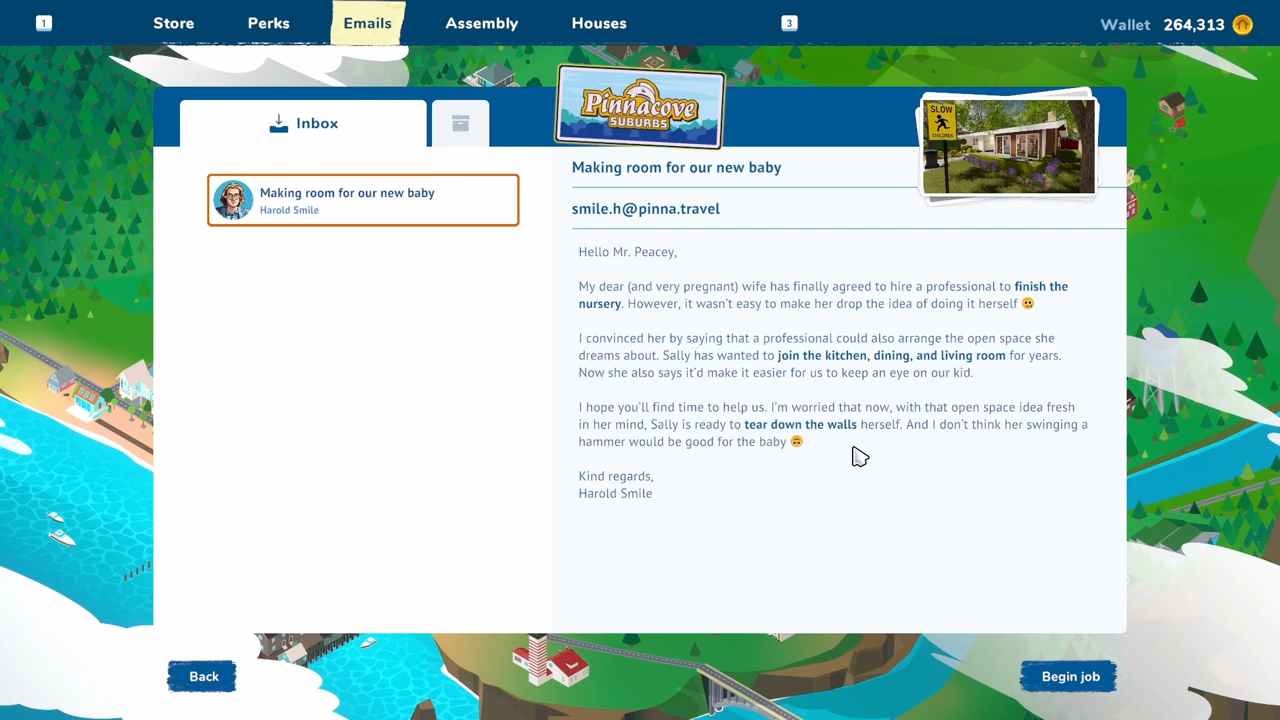 1
Store
Perks
Emails
Assembly
Houses
3
Wallet 264,313
Inbox
Pinnacove
SUBURBS
SLOW
CHILDREN
Making room for our new baby
Harold Smile
Making room for our new baby
smile.h@pinna.travel
Hello Mr. Peacey,
My dear (and very pregnant) wife has finally agreed to hire a professional to finish the
nursery. However, it wasn't easy to make her drop the idea of doing it herself
I convinced her by saying that a professional could also arrange the open space she
dreams about. Sally has wanted to join the kitchen, dining, and living room for years.
Now she also says it'd make it easier for us to keep an eye on our kid.
I hope you'll find time to help us. I'm worried that now, with that open space idea fresh
in her mind, Sally is ready to tear down the walls herself. And I don't think her swinging a
hammer would be good for the baby 🙃
Kind regards,
Harold Smile
Back
Begin job